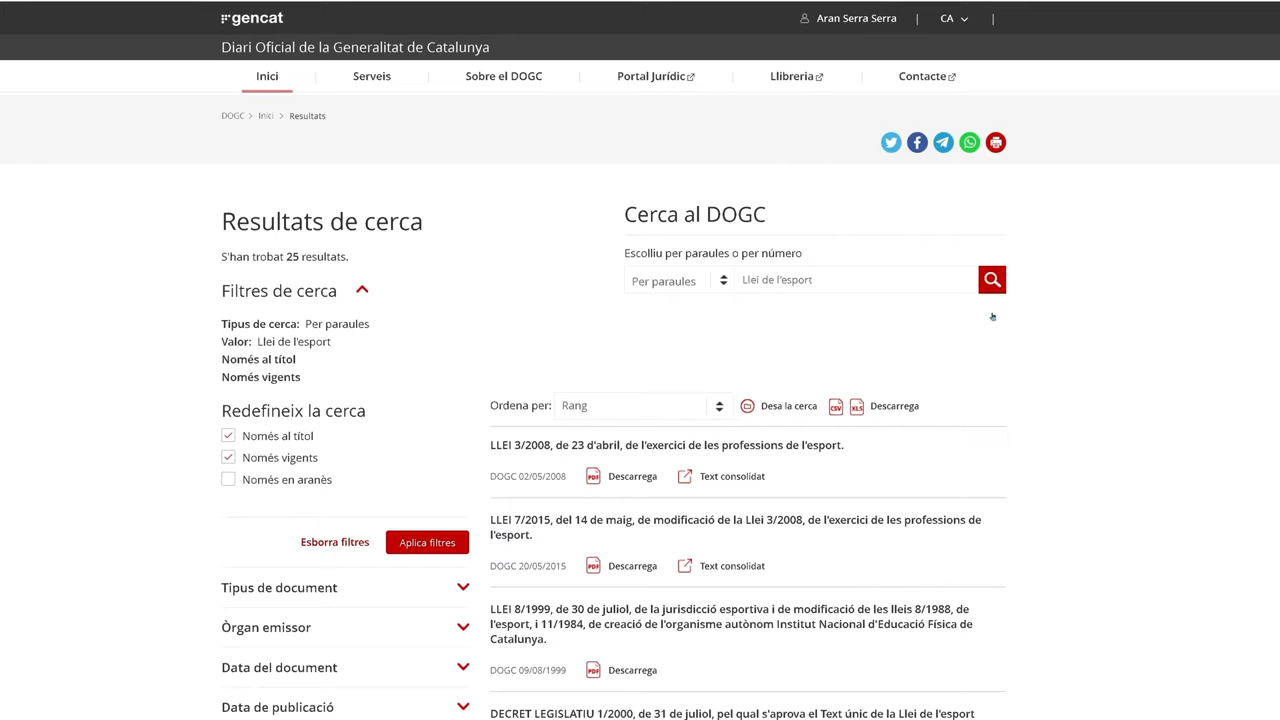 gencat
Aran Serra Serra
CA
Diari Oficial de la Generalitat de Catalunya
Inici
Serveis
Sobre el DOGC
Portal Jurídic
Llibreria
Contacte
DOGC > Inici > Resultats
Resultats de cerca
S'han trobat 25 resultats.
Filtres de cerca
Tipus de cerca: Per paraules
Valor: Llei de l'esport
Només al títol
Només vigents
Redefineix la cerca
Només al títol
Només vigents
Només en aranès
Esborra filtres
Aplica filtres
Tipus de document
Òrgan emissor
Data del document
Data de publicació
Cerca al DOGC
Escolliu per paraules o per número
Per paraules
Llei de l'esport
Ordena per: Rang
Desa la cerca
CSV
XLS
Descarrega
LLEI 3/2008, de 23 d'abril, de l'exercici de les professions de l'esport.
DOGC 02/05/2008
PDF
Descarrega
Text consolidat
LLEI 7/2015, del 14 de maig, de modificació de la Llei 3/2008, de l'exercici de les professions de
l'esport.
DOGC 20/05/2015
PDF
Descarrega
Text consolidat
LLEI 8/1999, de 30 de juliol, de la jurisdicció esportiva i de modificació de les lleis 8/1988, de
l'esport, i 11/1984, de creació de l'organisme autònom Institut Nacional d'Educació Física de
Catalunya.
DOGC 09/08/1999
PDF
Descarrega
DECRET LEGISLATIU 1/2000, de 31 de juliol, pel qual s'aprova el Text únic de la Llei de l'esport